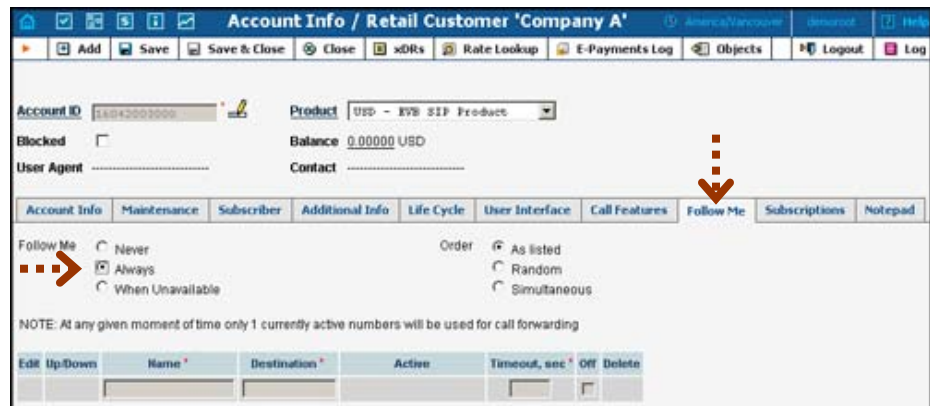 Account Info / Retail Customer 'Company A' America/Vancouver demoroot Help
Add Save Save & Close Close xDRs Rate Lookup E-Payments Log Objects Logout Log
Account ID 16042003000 * Product USD - EVB SIP Product
Blocked Balance 0.00000 USD
User Agent Contact
Account Info Maintenance Subscriber Additional Info Life Cycle User Interface Call Features Follow Me Subscriptions Notepad
Follow Me Never Order As listed
Always Random
When Unavailable Simultaneous
NOTE: At any given moment of time only 1 currently active numbers will be used for call forwarding
Edit Up/Down Name * Destination * Active Timeout, sec * Off Delete